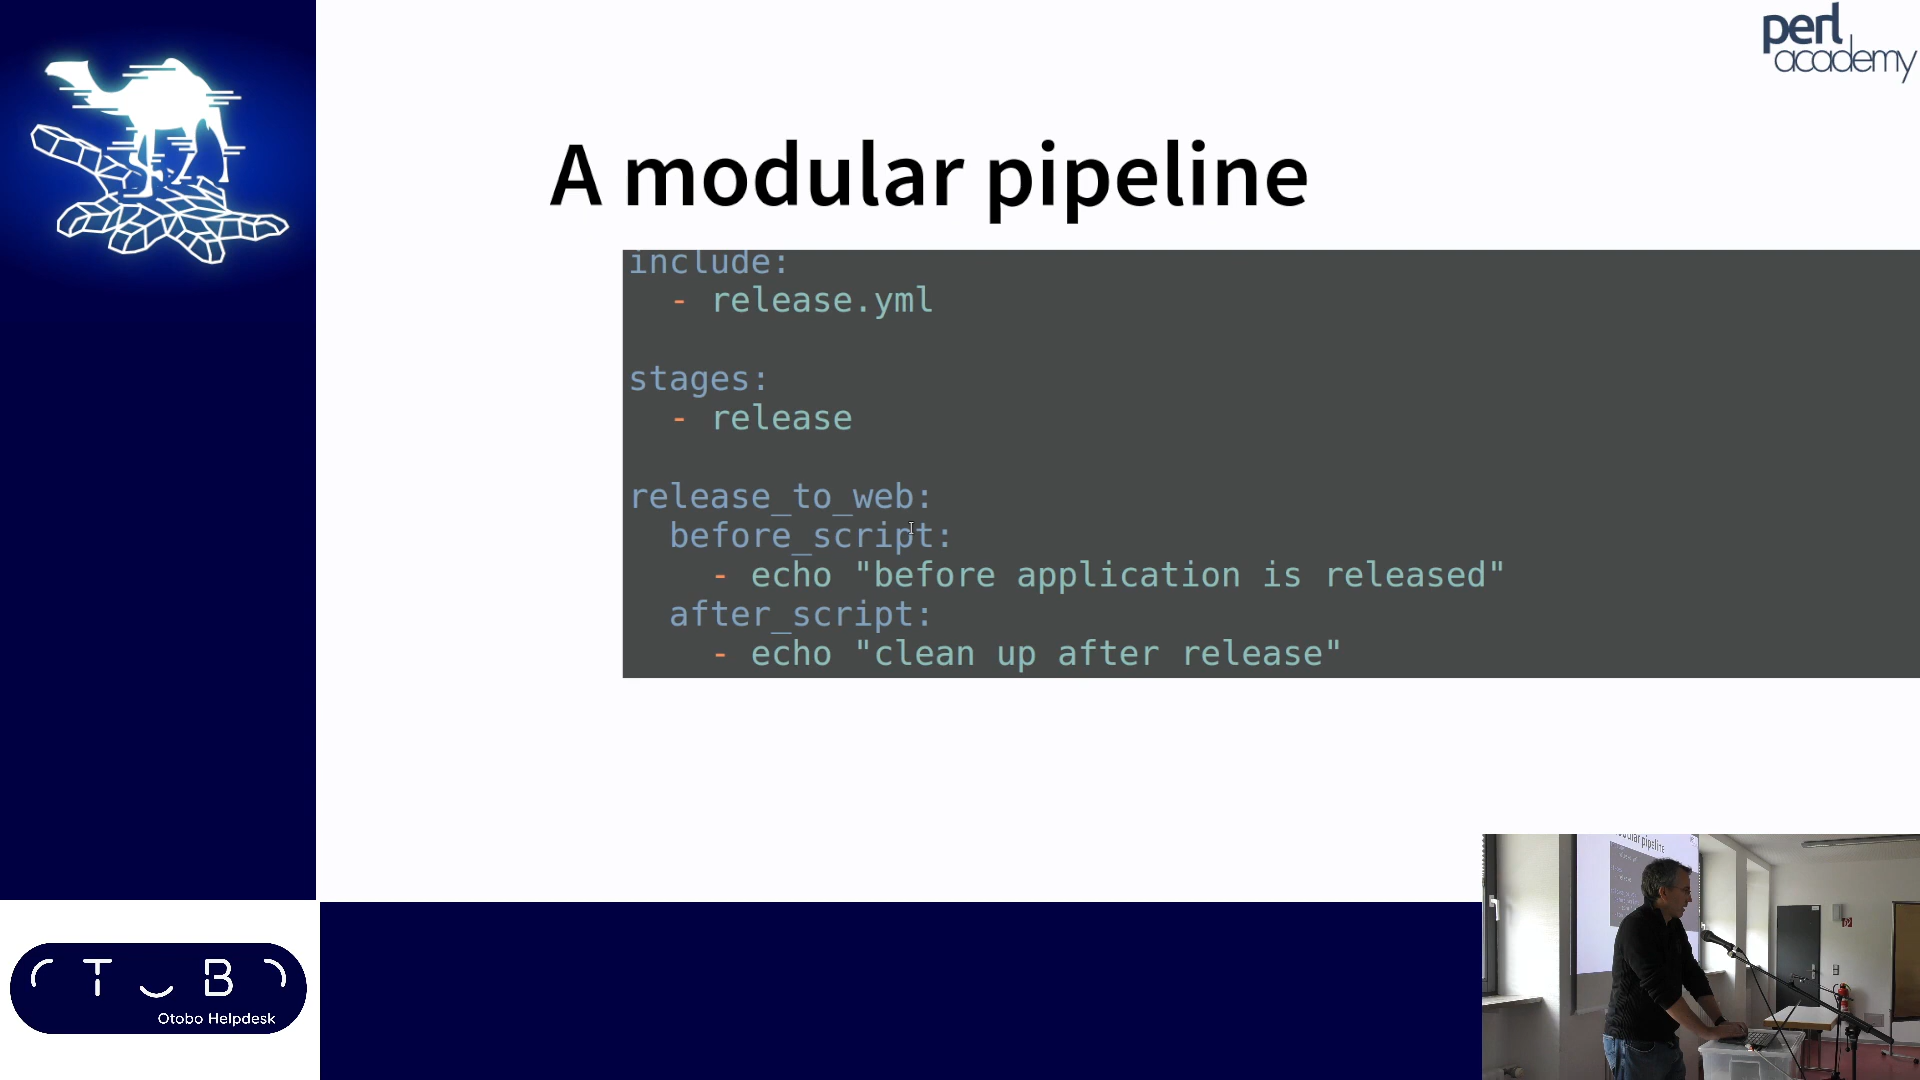 perl
academy
A modular pipeline
include:
  - release.yml
stages:
  - release
release_to_web:
  before_script:
    - echo "before application is released"
  after_script:
    - echo "clean up after release"
OTOBO
Otobo Helpdesk